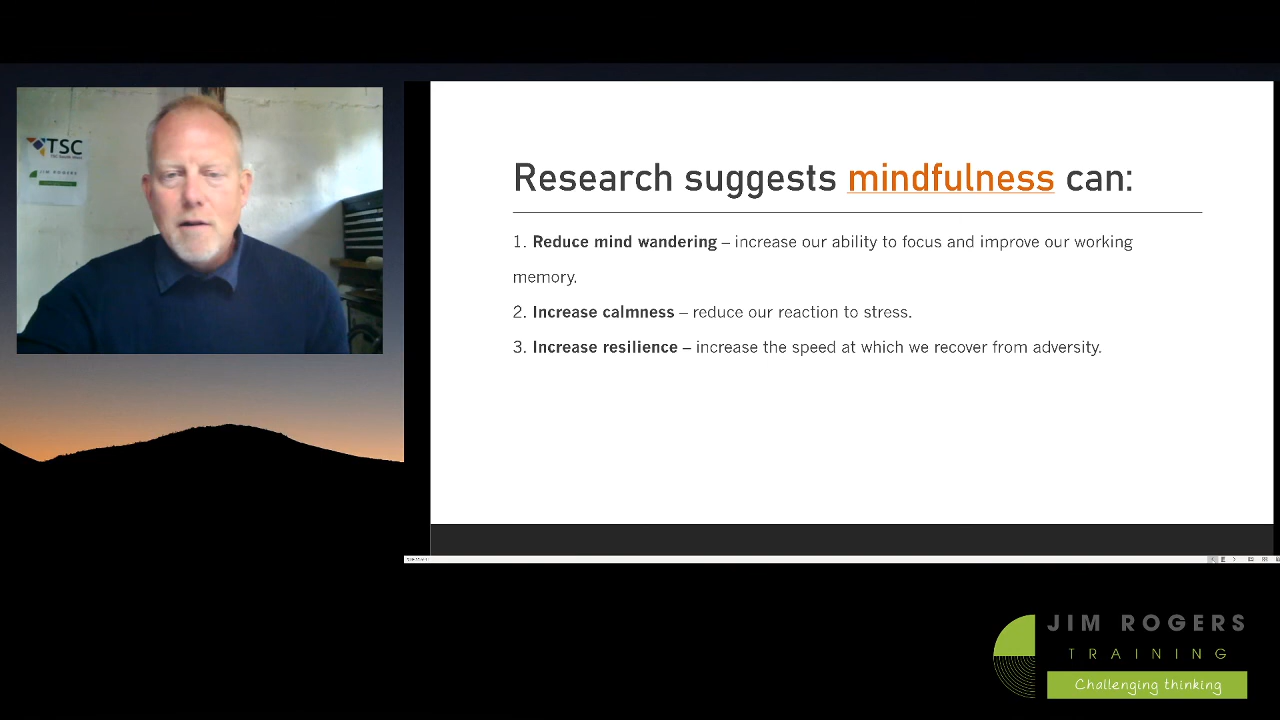 TSC
JIM ROGERS
Research suggests mindfulness can:
1. Reduce mind wandering – increase our ability to focus and improve our working
memory.
2. Increase calmness – reduce our reaction to stress.
3. Increase resilience – increase the speed at which we recover from adversity.
JIM ROGERS
TRAINING
Challenging thinking